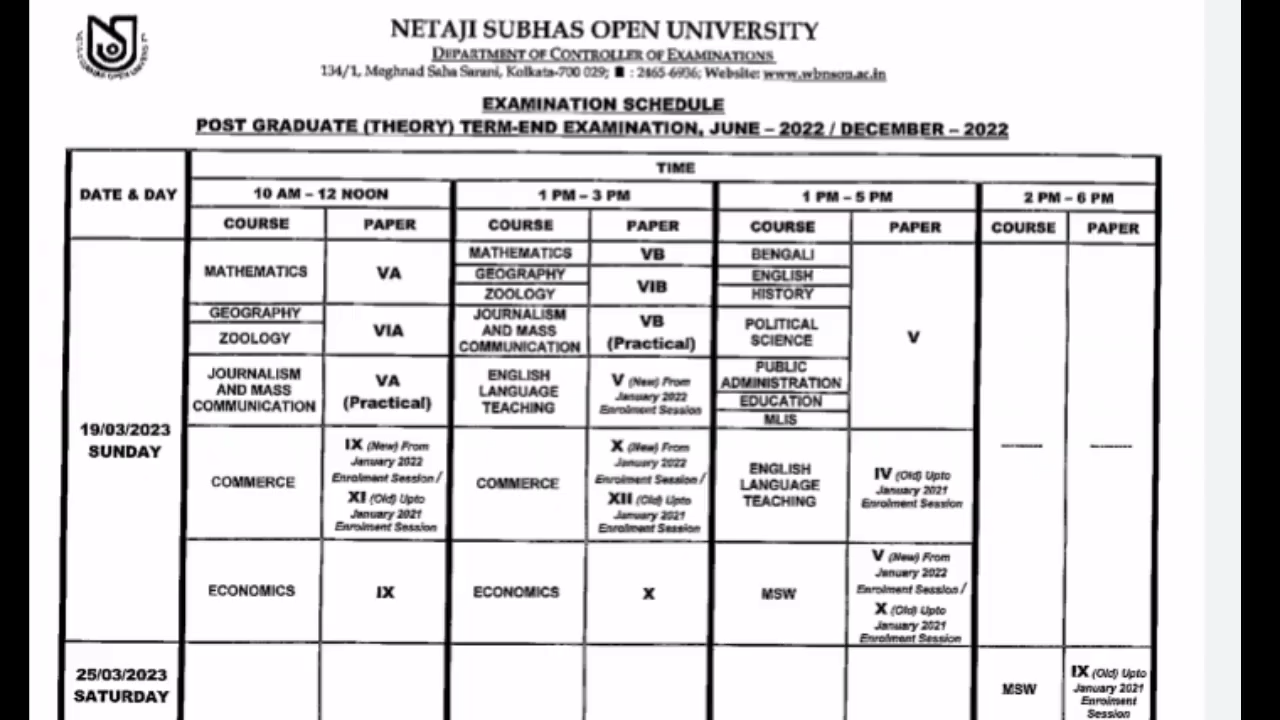 NETAJI SUBHAS OPEN UNIVERSITY
DEPARTMENT OF CONTROLLER OF EXAMINATIONS
134/1, Meghnad Saha Sarani, Kolkata-700 029; : 2465-6936; Website: www.wbnsou.ac.in
EXAMINATION SCHEDULE
POST GRADUATE (THEORY) TERM-END EXAMINATION, JUNE – 2022 / DECEMBER – 2022
DATE & DAY
TIME
10 AM – 12 NOON
1 PM – 3 PM
1 PM – 5 PM
2 PM – 6 PM
COURSE
PAPER
COURSE
PAPER
COURSE
PAPER
COURSE
PAPER
19/03/2023
SUNDAY
MATHEMATICS
VA
GEOGRAPHY
ZOOLOGY
VIA
JOURNALISM
AND MASS
COMMUNICATION
VA
(Practical)
COMMERCE
IX (New) From
January 2022
Enrolment Session /
XI (Old) Upto
January 2021
Enrolment Session
ECONOMICS
IX
MATHEMATICS
VB
GEOGRAPHY
ZOOLOGY
VIB
JOURNALISM
AND MASS
COMMUNICATION
VB
(Practical)
ENGLISH
LANGUAGE
TEACHING
V (New) From
January 2022
Enrolment Session
COMMERCE
X (New) From
January 2022
Enrolment Session /
XII (Old) Upto
January 2021
Enrolment Session
ECONOMICS
X
BENGALI
ENGLISH
HISTORY
POLITICAL
SCIENCE
PUBLIC
ADMINISTRATION
EDUCATION
MLIS
V
ENGLISH
LANGUAGE
TEACHING
IV (Old) Upto
January 2021
Enrolment Session
MSW
V (New) From
January 2022
Enrolment Session /
X (Old) Upto
January 2021
Enrolment Session
25/03/2023
SATURDAY
MSW
IX (Old) Upto
January 2021
Enrolment
Session